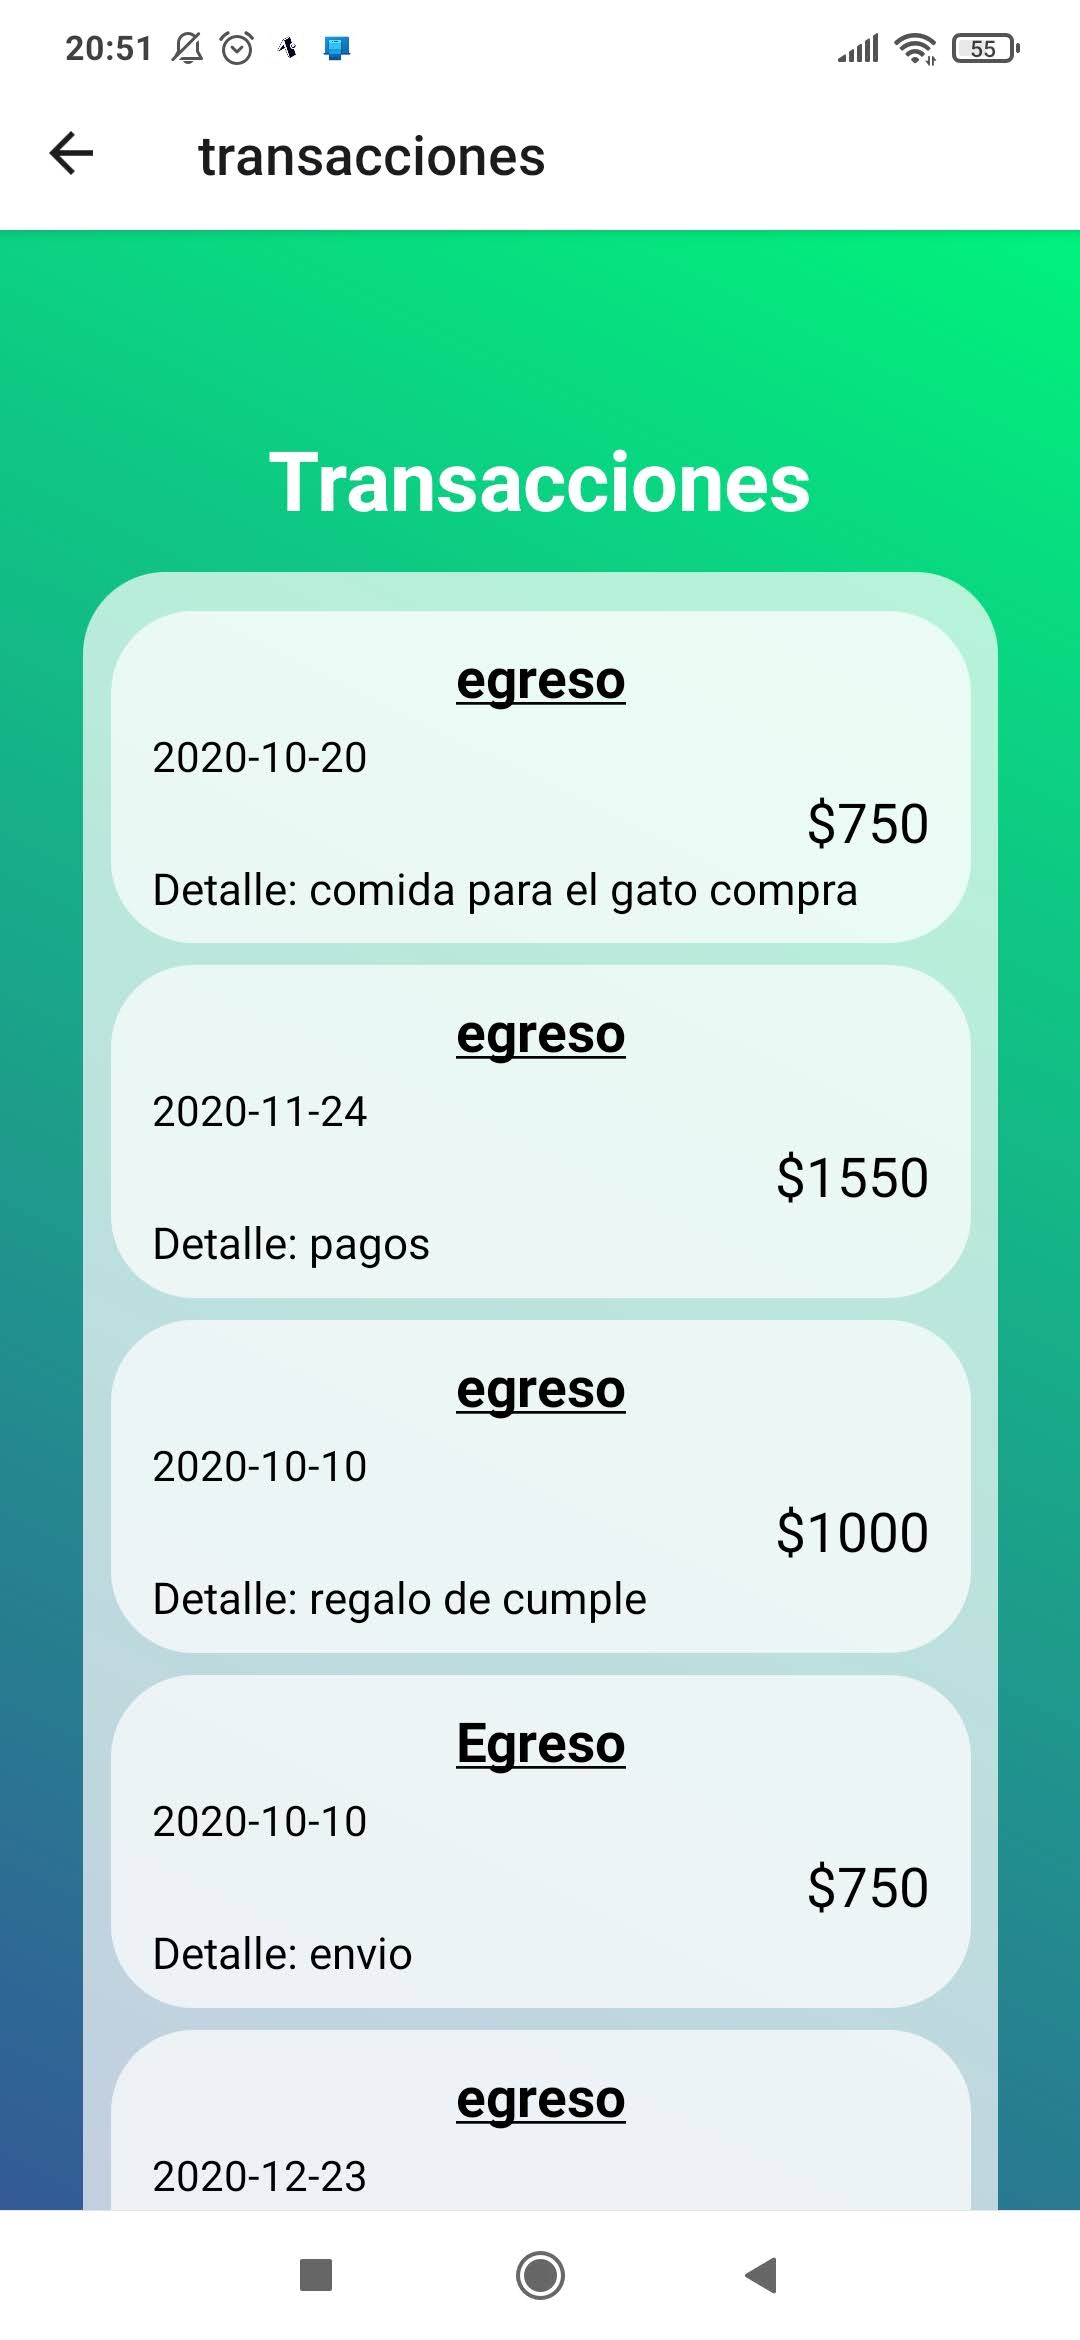 20:51
55
transacciones
Transacciones
egreso
2020-10-20
$750
Detalle: comida para el gato compra
egreso
2020-11-24
$1550
Detalle: pagos
egreso
2020-10-10
$1000
Detalle: regalo de cumple
Egreso
2020-10-10
$750
Detalle: envio
egreso
2020-12-23